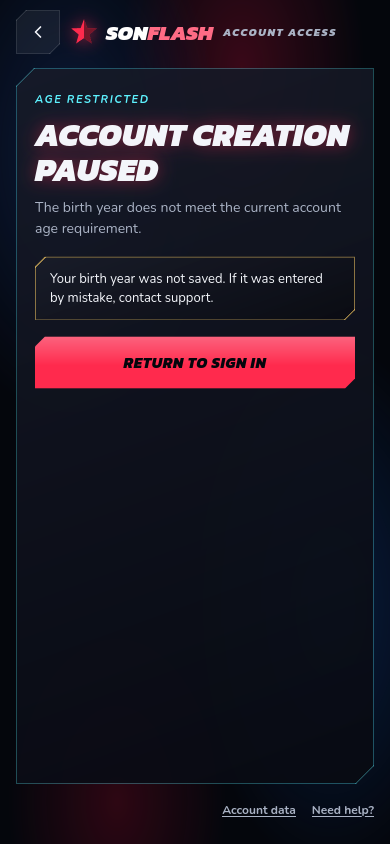 SONFLASH ACCOUNT ACCESS
AGE RESTRICTED
ACCOUNT CREATION
PAUSED
The birth year does not meet the current account
age requirement.
Your birth year was not saved. If it was entered
by mistake, contact support.
RETURN TO SIGN IN
Account data Need help?